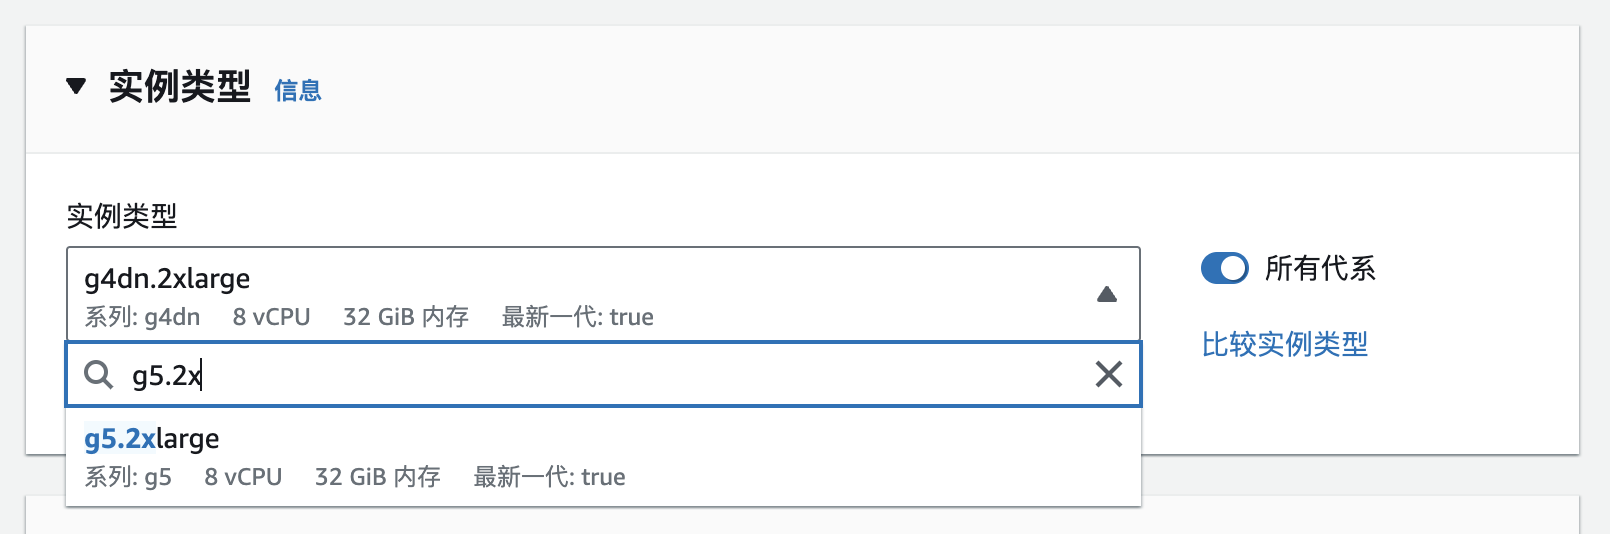 实例类型 信息
实例类型
g4dn.2xlarge
系列: g4dn 8 vCPU 32 GiB 内存 最新一代: true
所有代系
比较实例类型
g5.2x
g5.2xlarge
系列: g5 8 vCPU 32 GiB 内存 最新一代: true